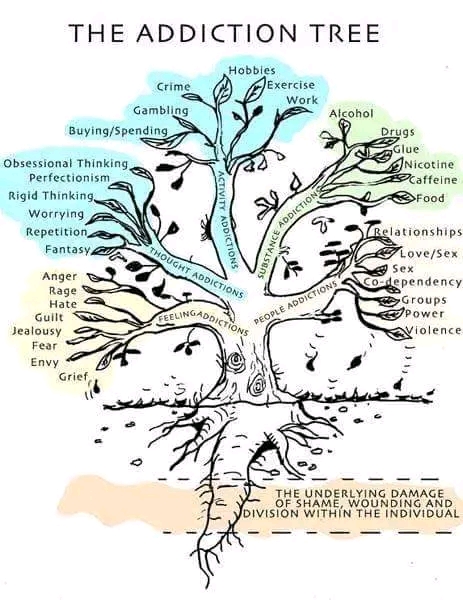 THE ADDICTION TREE
Hobbies
Crime
Exercise
Work
Gambling
Buying/Spending
Alcohol
Drugs
Glue
Nicotine
Caffeine
Food
Obsessional Thinking
Perfectionism
Rigid Thinking
Worrying
Repetition
Fantasy
Relationships
Love/Sex
Sex
Co-dependency
Groups
Power
Violence
Anger
Rage
Hate
Guilt
Jealousy
Fear
Envy
Grief
ACTIVITY ADDICTIONS
SUBSTANCE ADDICTIONS
THOUGHT ADDICTIONS
FEELING ADDICTIONS
PEOPLE ADDICTIONS
THE UNDERLYING DAMAGE
OF SHAME, WOUNDING AND
DIVISION WITHIN THE INDIVIDUAL